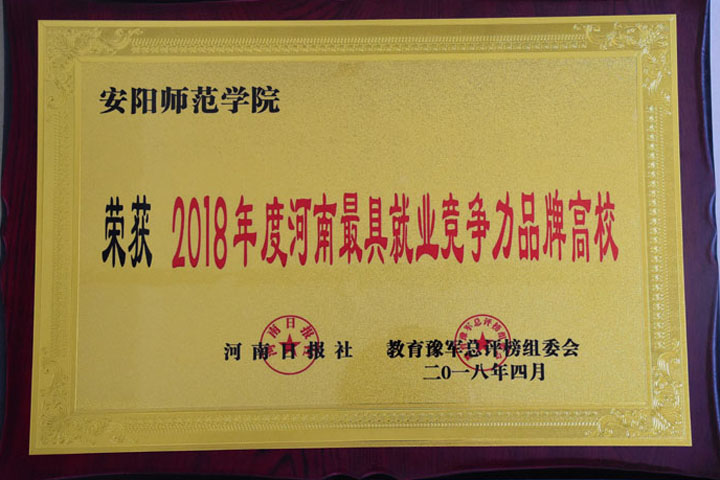 安阳师范学院
荣获 2018年度河南最具就业竞争力品牌高校
河南日报社 教育豫军总评榜组委会
二〇一八年四月